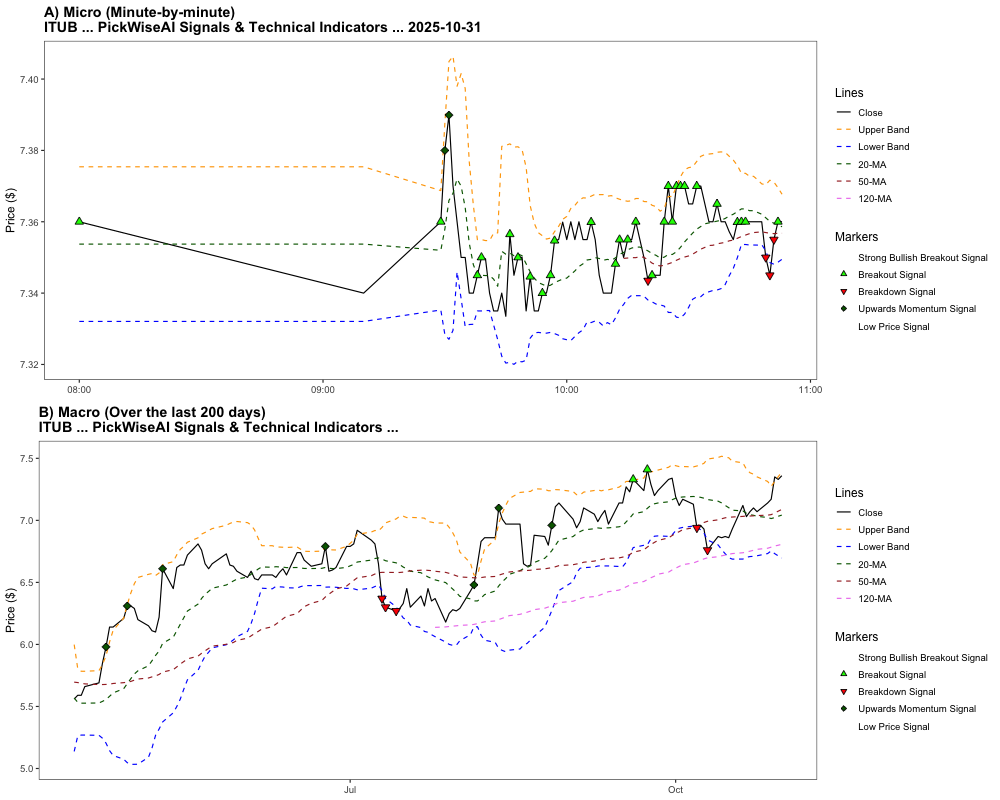 A) Micro (Minute-by-minute)
ITUB ... PickWiseAI Signals & Technical Indicators ... 2025-10-31
Price ($)
7.40
7.38
7.36
7.34
7.32
08:00
09:00
10:00
11:00
Lines
Close
Upper Band
Lower Band
20-MA
50-MA
120-MA
Markers
Strong Bullish Breakout Signal
Breakout Signal
Breakdown Signal
Upwards Momentum Signal
Low Price Signal
B) Macro (Over the last 200 days)
ITUB ... PickWiseAI Signals & Technical Indicators ...
Price ($)
7.5
7.0
6.5
6.0
5.5
5.0
Jul
Oct
Lines
Close
Upper Band
Lower Band
20-MA
50-MA
120-MA
Markers
Strong Bullish Breakout Signal
Breakout Signal
Breakdown Signal
Upwards Momentum Signal
Low Price Signal